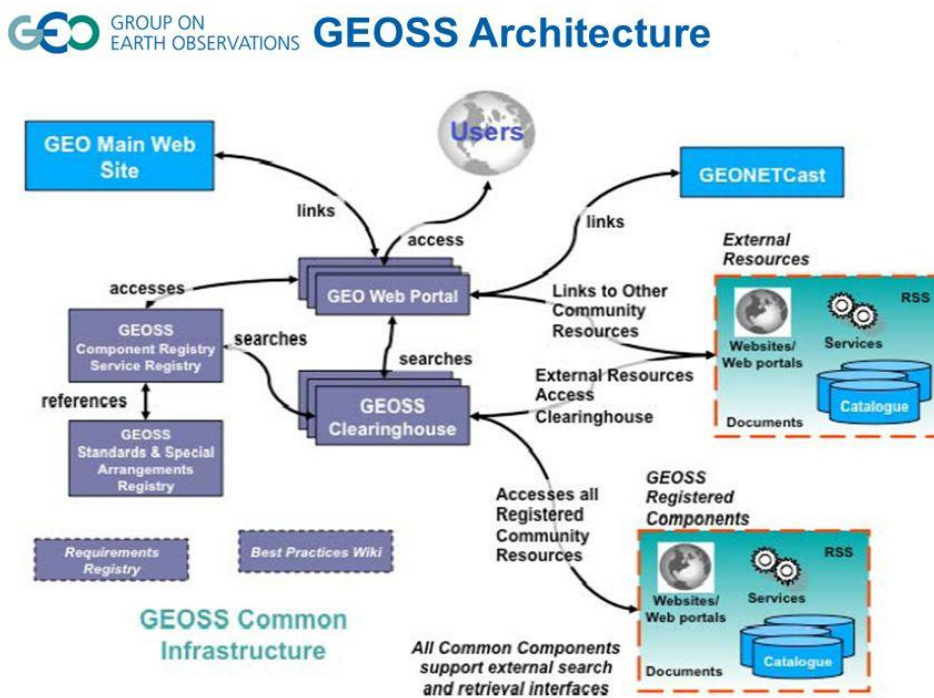 GEO
GROUP ON
EARTH OBSERVATIONS
GEOSS Architecture
GEO Main Web
Site
Users
GEONETCast
links
access
links
External
Resources
accesses
GEO Web Portal
Links to Other
Community
Resources
RSS
Websites/
Web portals
Services
Catalogue
Documents
GEOSS
Component Registry
Service Registry
searches
searches
External Resources
Access
Clearinghouse
references
GEOSS
Clearinghouse
GEOSS
Standards & Special
Arrangements
Registry
Accesses all
Registered
Community
Resources
GEOSS
Registered
Components
Requirements
Registry
Best Practices Wiki
RSS
Websites/
Web portals
Services
Catalogue
Documents
GEOSS Common
Infrastructure
All Common Components
support external search
and retrieval interfaces